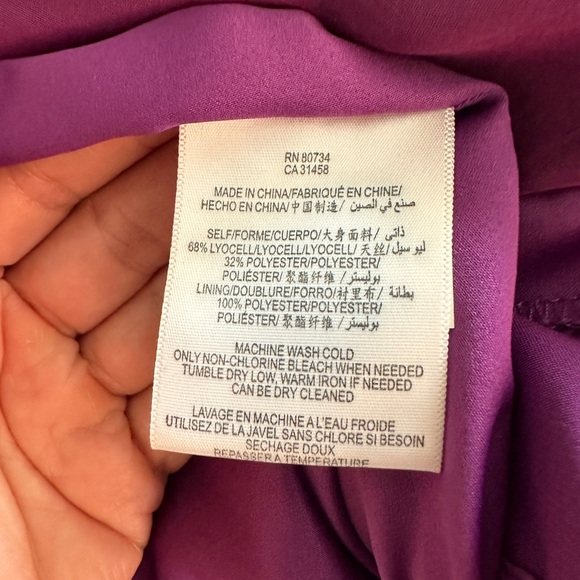 RN 80734
CA 31458
MADE IN CHINA/FABRIQUÉ EN CHINE/
HECHO EN CHINA/中国制造/ صنع في الصين
SELF/FORME/CUERPO/大身面料/ ذاتى
68% LYOCELL/LYOCELL/LYOCELL/ 天丝/ ليو سيل
32% POLYESTER/POLYESTER/
POLIÉSTER/ 聚酯纤维 / بوليستر
LINING/DOUBLURE/FORRO/衬里布/ بطانة
100% POLYESTER/POLYESTER/
POLIÉSTER/ 聚酯纤维 / بوليستر
MACHINE WASH COLD
ONLY NON-CHLORINE BLEACH WHEN NEEDED
TUMBLE DRY LOW, WARM IRON IF NEEDED
CAN BE DRY CLEANED
LAVAGE EN MACHINE A L'EAU FROIDE
UTILISEZ DE LA JAVEL SANS CHLORE SI BESOIN
SECHAGE DOUX
REPASSER A TEMPERATURE